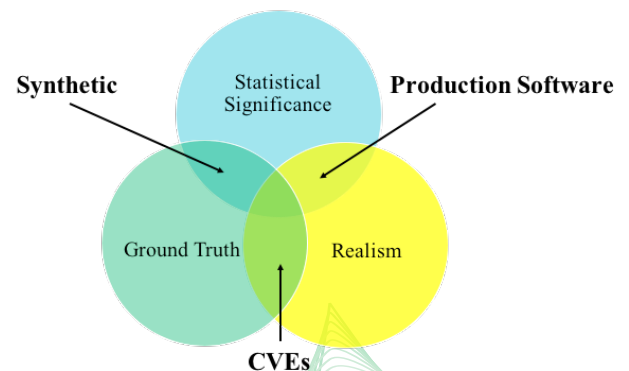 Statistical
Significance
Synthetic
Production Software
Ground Truth
Realism
CVEs